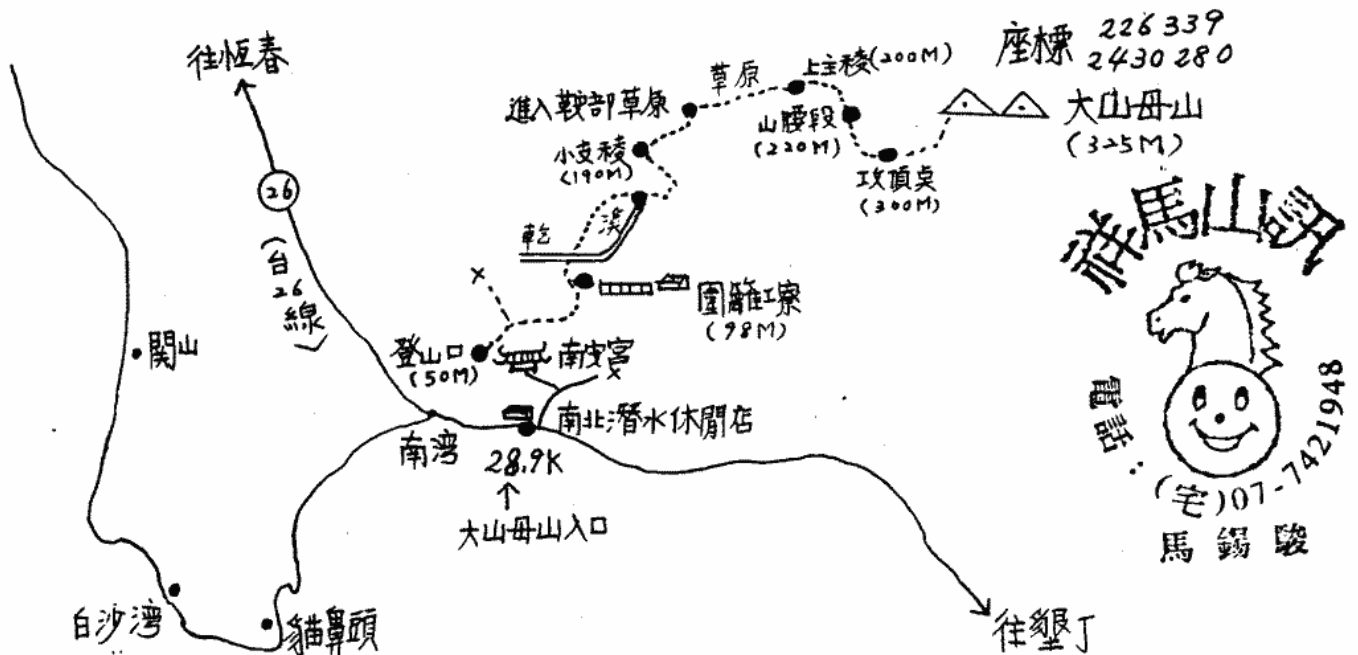 往恆春
26
(台26線)
關山
白沙灣
貓鼻頭
南灣
28.9K
大山母山入口
南北潛水休閒店
往墾丁
南安宮
登山口
(50M)
圍籬工寮
(98M)
乾溪
小支稜
(190M)
進入鞍部草原
草原
上主稜(200M)
山腰段
(220M)
攻頂點
(300M)
座標 226339
2430280
大山母山
(325M)
電話:(宅)07-7421948
馬錫駿